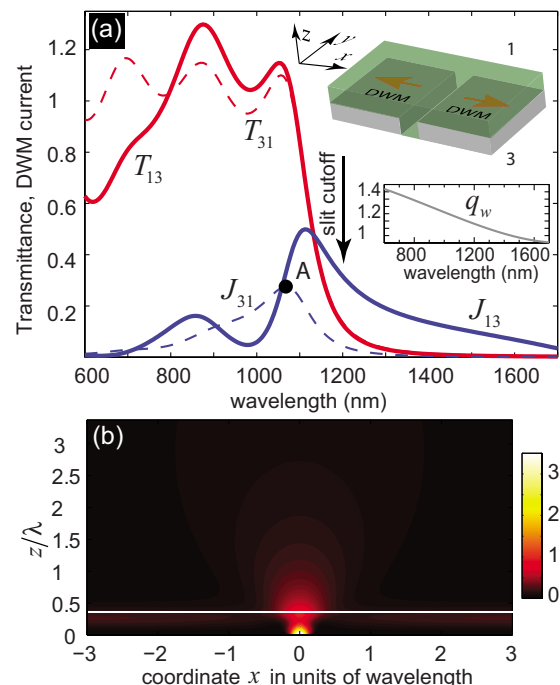 (a)
z y x
1
DWM DWM
3
Transmittance, DWM current
1.2
1
0.8
0.6
0.4
0.2
T13
T31
slit cutoff
1.4
1.2
1
qw
800 1200 1600
wavelength (nm)
J31
A
J13
600 800 1000 1200 1400 1600
wavelength (nm)
(b)
z/λ
3
2.5
2
1.5
1
0.5
0
−3 −2 −1 0 1 2 3
coordinate x in units of wavelength
3
2
1
0